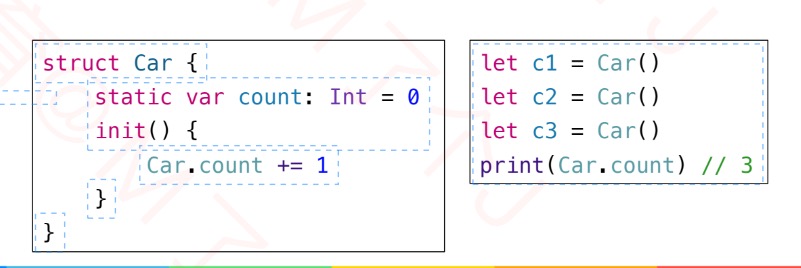 struct Car {
static var count: Int = 0
init() {
Car.count += 1
}
}
let c1 = Car()
let c2 = Car()
let c3 = Car()
print(Car.count) // 3